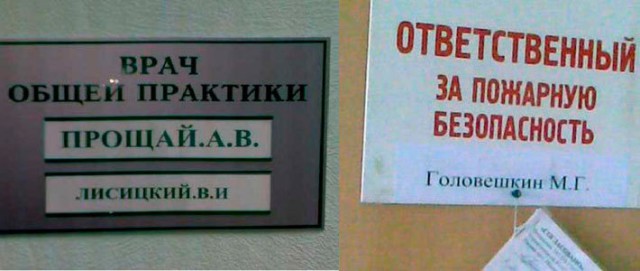 ВРАЧ
ОБЩЕЙ ПРАКТИКИ
ПРОЩАЙ.А.В.
ЛИСИЦКИЙ.В.И
ОТВЕТСТВЕННЫЙ
ЗА ПОЖАРНУЮ
БЕЗОПАСНОСТЬ
Головешкин М.Г.